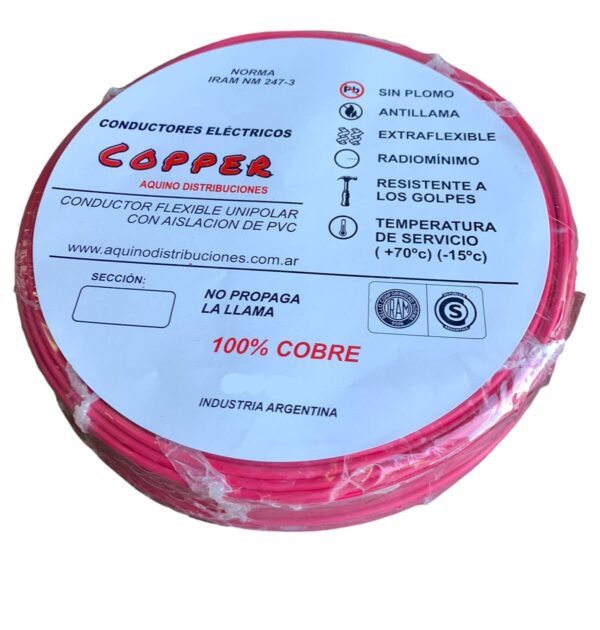 NORMA
IRAM NM 247-3
CONDUCTORES ELÉCTRICOS
COPPER
AQUINO DISTRIBUCIONES
CONDUCTOR FLEXIBLE UNIPOLAR
CON AISLACION DE PVC
www.aquinodistribuciones.com.ar
Pb
SIN PLOMO
ANTILLAMA
EXTRAFLEXIBLE
RADIOMÍNIMO
RESISTENTE A
LOS GOLPES
TEMPERATURA
DE SERVICIO
( +70ºc) (-15ºc)
SECCIÓN:
NO PROPAGA
LA LLAMA
IRAM
S
100% COBRE
INDUSTRIA ARGENTINA